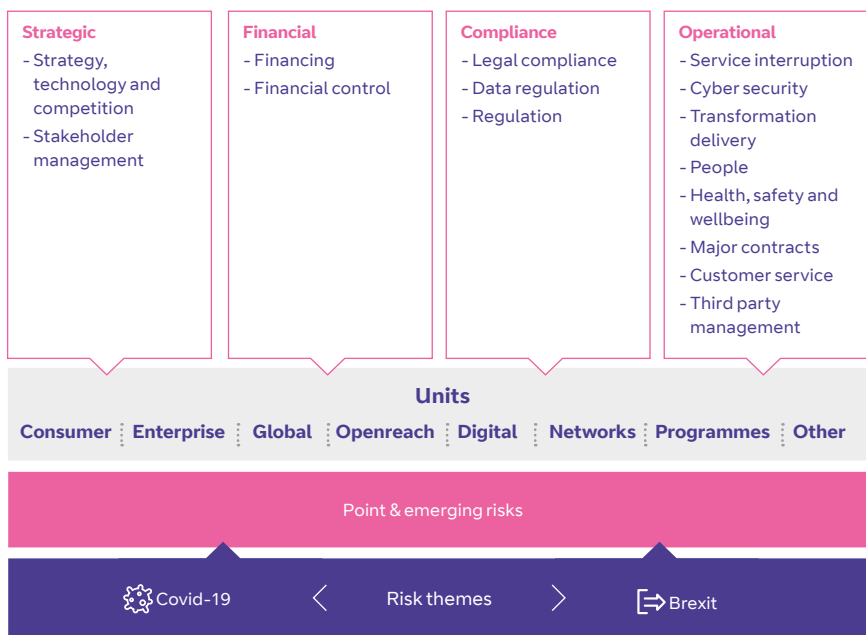 Strategic
- Strategy,
technology and
competition
- Stakeholder
management
Financial
- Financing
- Financial control
Compliance
- Legal compliance
- Data regulation
- Regulation
Operational
- Service interruption
- Cyber security
- Transformation
delivery
- People
- Health, safety and
wellbeing
- Major contracts
- Customer service
- Third party
management
Units
Consumer Enterprise Global Openreach Digital Networks Programmes Other
Point & emerging risks
Covid-19 < Risk themes > Brexit